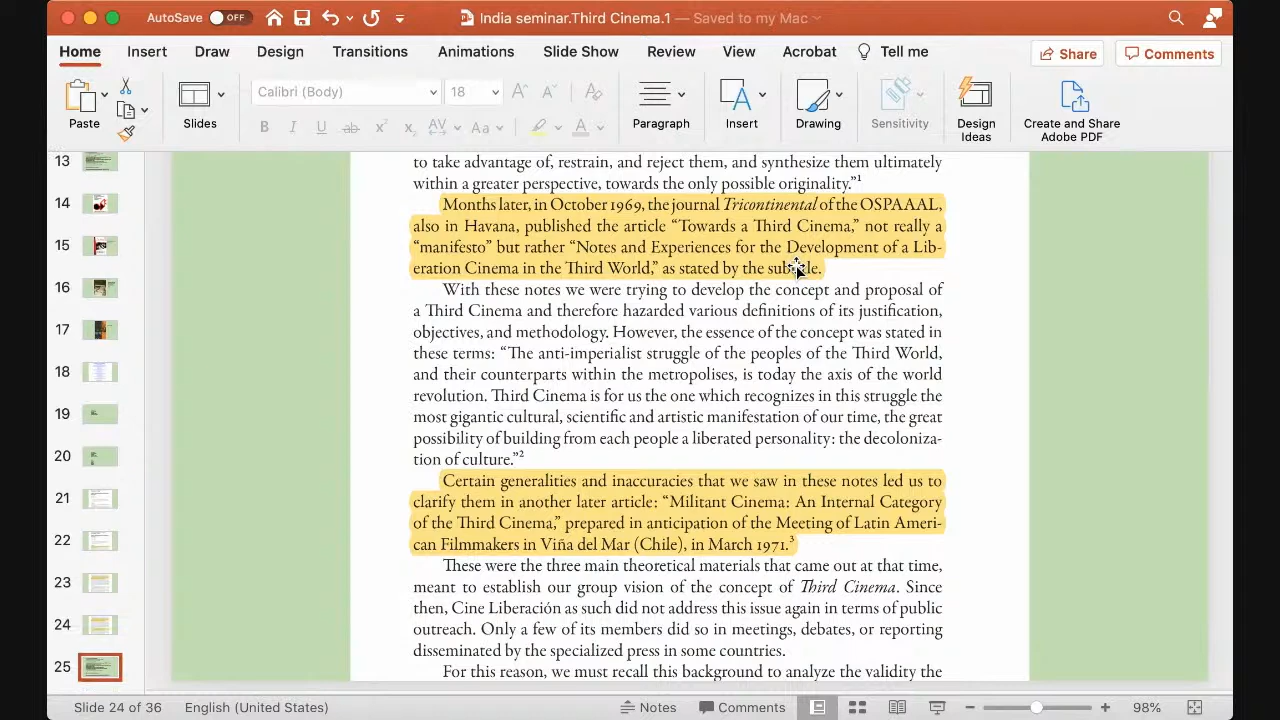 AutoSave OFF India seminar.Third Cinema.1 — Saved to my Mac
Home Insert Draw Design Transitions Animations Slide Show Review View Acrobat Tell me Share Comments
Paste Slides Calibri (Body) 18 Paragraph Insert Drawing Sensitivity Design Ideas Create and Share Adobe PDF
13
14
15
16
17
18
19
20
21
22
23
24
25
to take advantage of, restrain, and reject them, and synthesize them ultimately
within a greater perspective, towards the only possible originality.”¹
Months later, in October 1969, the journal Tricontinental of the OSPAAAL,
also in Havana, published the article “Towards a Third Cinema,” not really a
“manifesto” but rather “Notes and Experiences for the Development of a Lib-
eration Cinema in the Third World,” as stated by the subtitle.
With these notes we were trying to develop the concept and proposal of
a Third Cinema and therefore hazarded various definitions of its justification,
objectives, and methodology. However, the essence of the concept was stated in
these terms: “The anti-imperialist struggle of the peoples of the Third World,
and their counterparts within the metropolises, is today the axis of the world
revolution. Third Cinema is for us the one which recognizes in this struggle the
most gigantic cultural, scientific and artistic manifestation of our time, the great
possibility of building from each people a liberated personality: the decoloniza-
tion of culture.”²
Certain generalities and inaccuracies that we saw in these notes led us to
clarify them in another later article: “Militant Cinema: An Internal Category
of the Third Cinema,” prepared in anticipation of the Meeting of Latin Ameri-
can Filmmakers in Viña del Mar (Chile), in March 1971.³
These were the three main theoretical materials that came out at that time,
meant to establish our group vision of the concept of Third Cinema. Since
then, Cine Liberación as such did not address this issue again in terms of public
outreach. Only a few of its members did so in meetings, debates, or reporting
disseminated by the specialized press in some countries.
For this reason, we must recall this background to analyze the validity the
Slide 24 of 36 English (United States) Notes Comments 98%